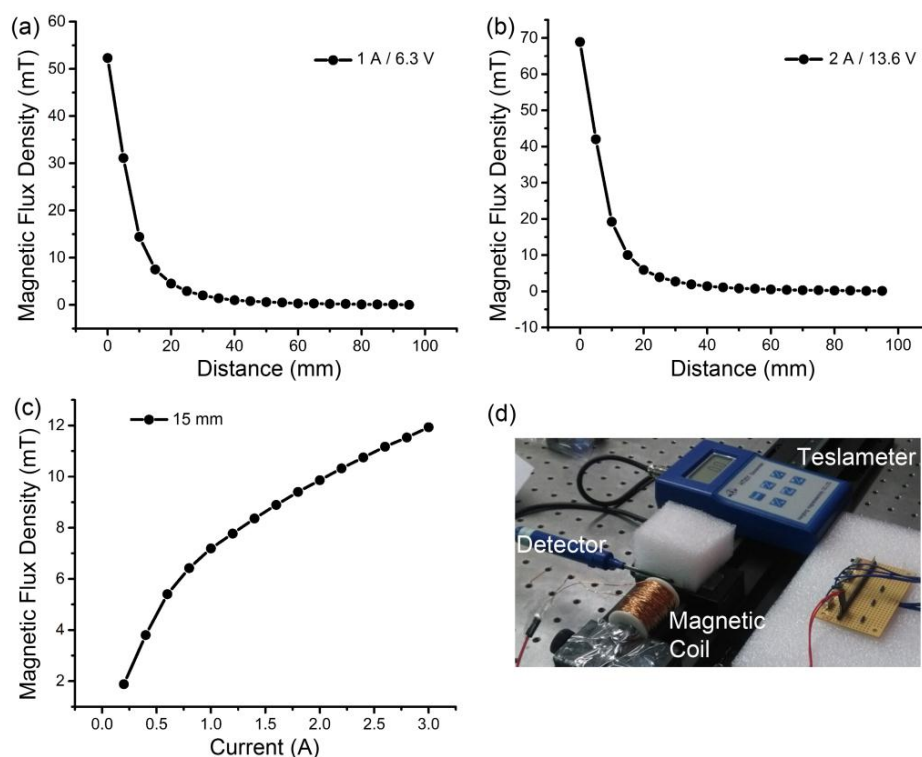 (a)
60
50
40
30
20
10
0
Magnetic Flux Density (mT)
1 A / 6.3 V
0 20 40 60 80 100
Distance (mm)
(b)
70
60
50
40
30
20
10
0
-10
Magnetic Flux Density (mT)
2 A / 13.6 V
0 20 40 60 80 100
Distance (mm)
(c)
12
10
8
6
4
2
Magnetic Flux Density (mT)
15 mm
0.0 0.5 1.0 1.5 2.0 2.5 3.0
Current (A)
(d)
Teslameter
Detector
Magnetic
Coil